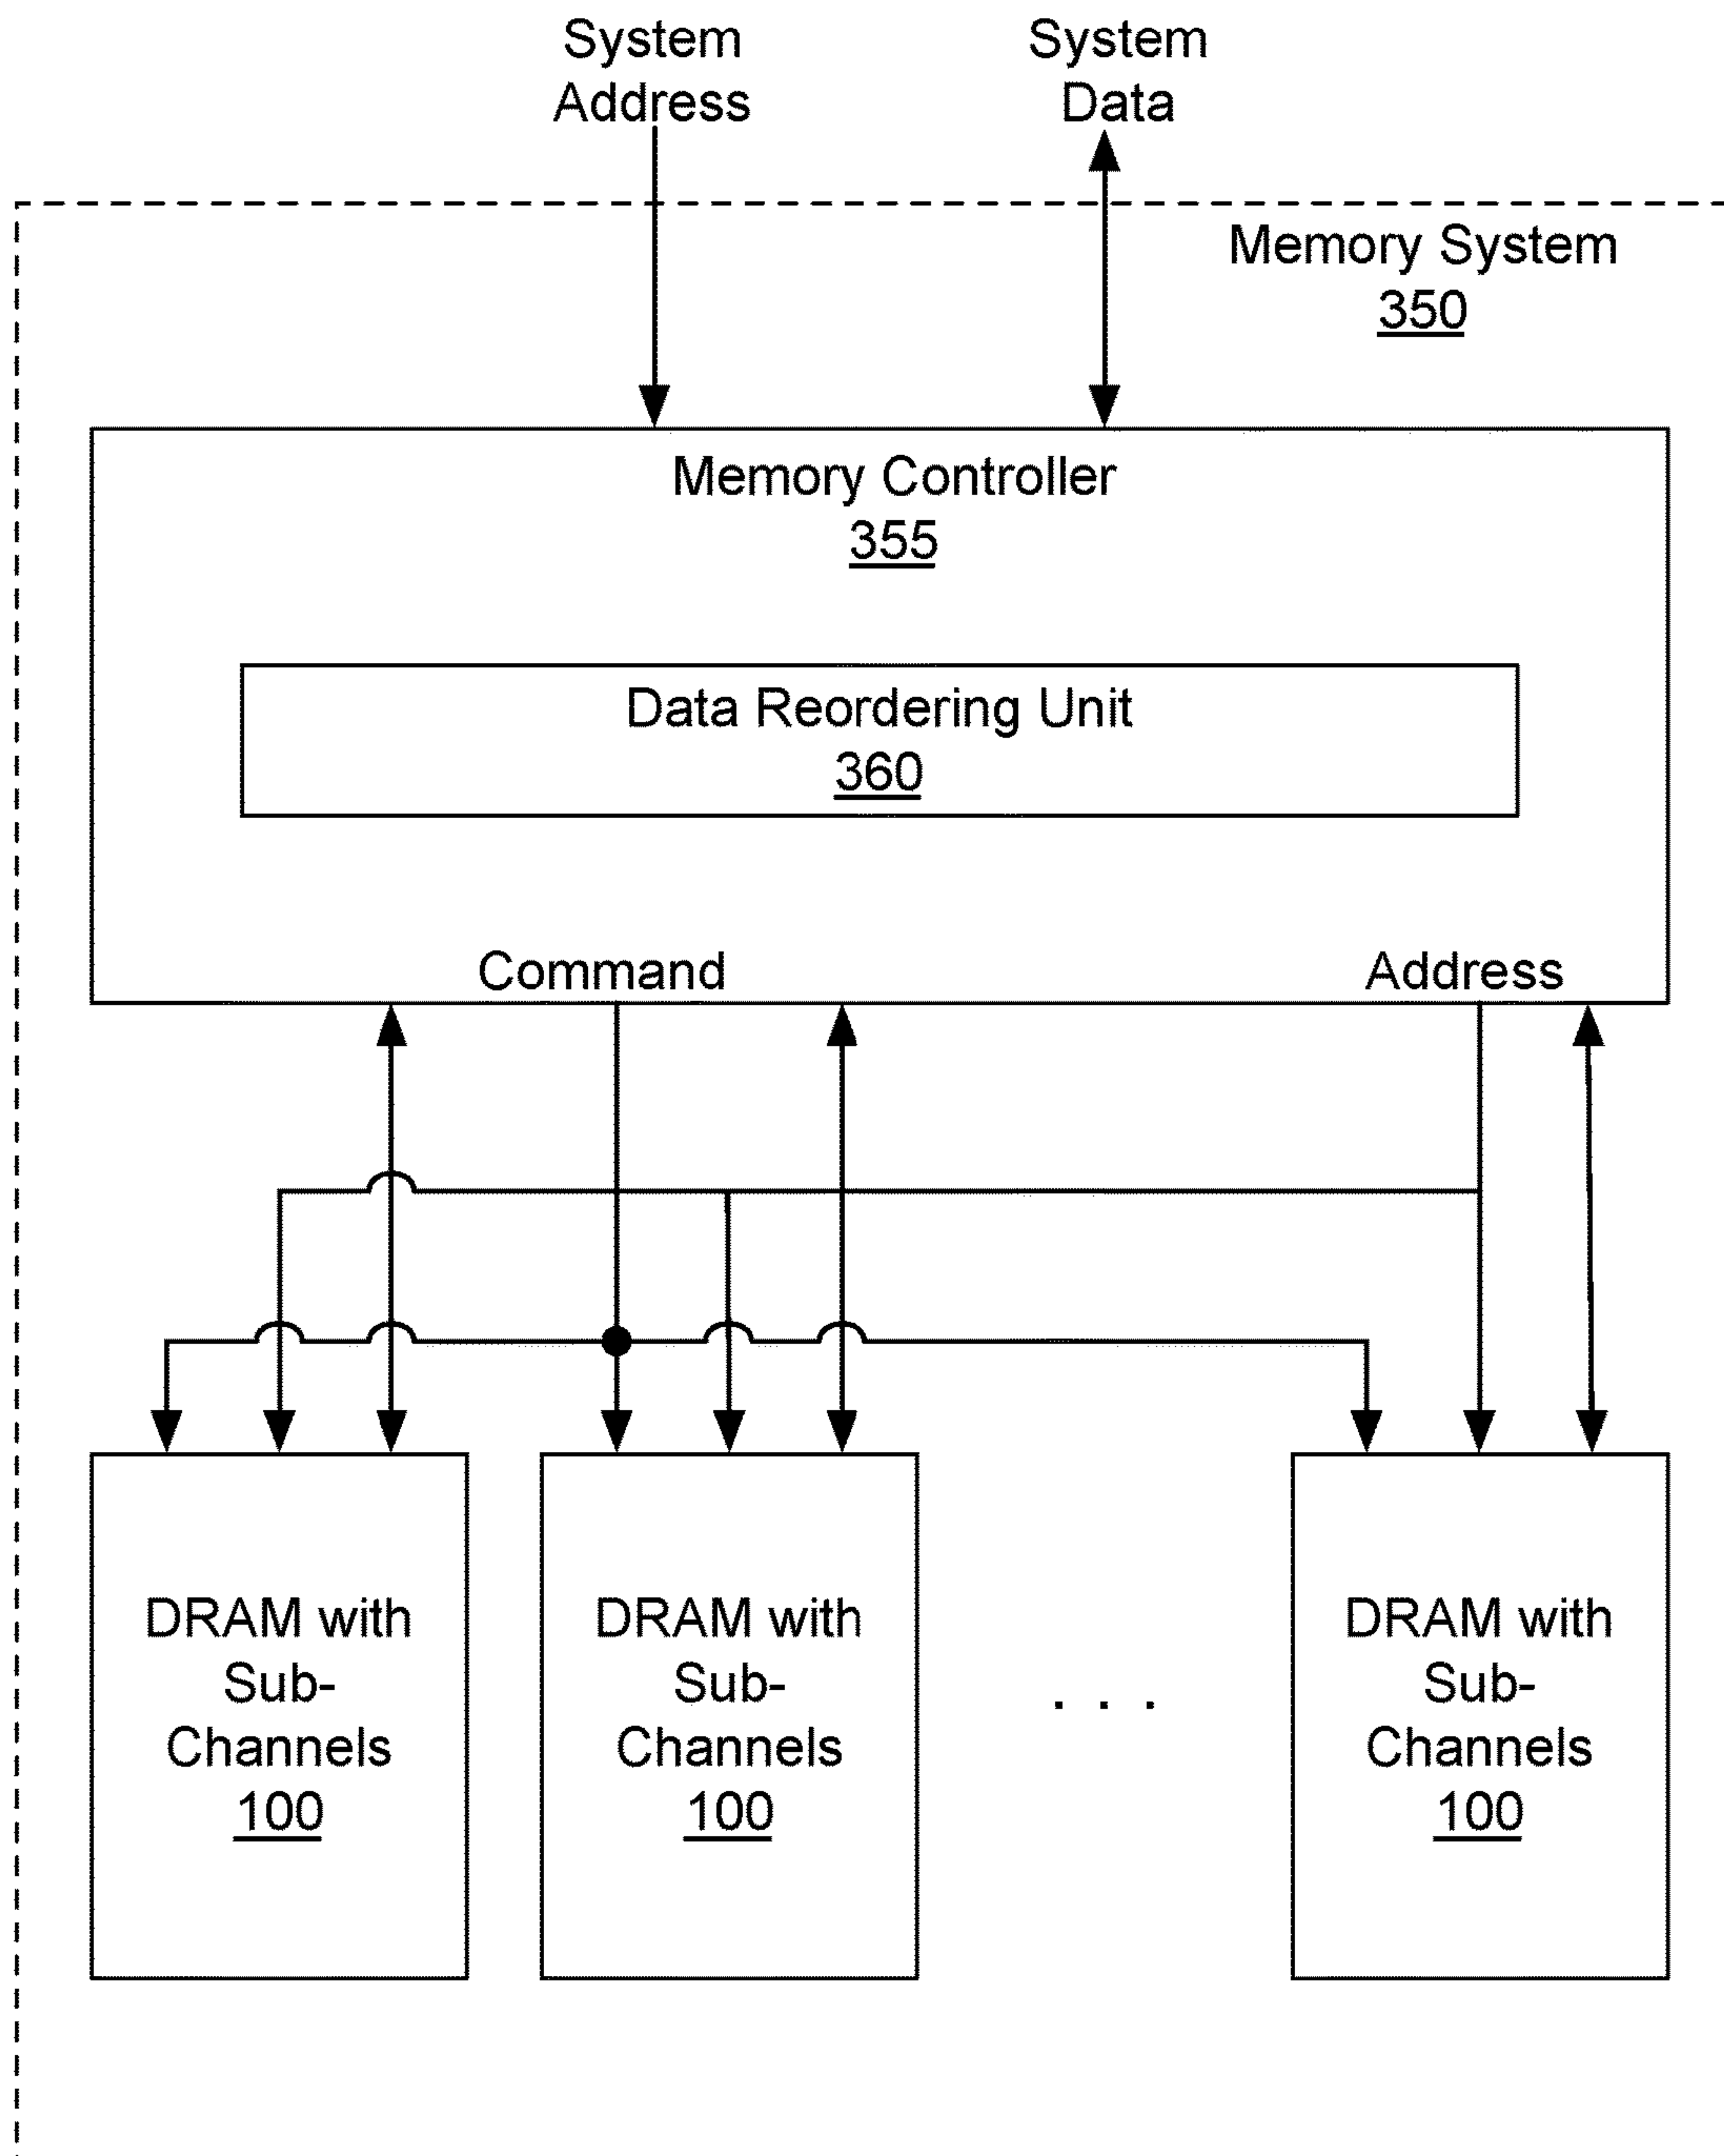 System
Address
System
Data
Memory System
350
Memory Controller
355
Data Reordering Unit
360
Command
Address
DRAM with
Sub-
Channels
100
DRAM with
Sub-
Channels
100
. . .
DRAM with
Sub-
Channels
100